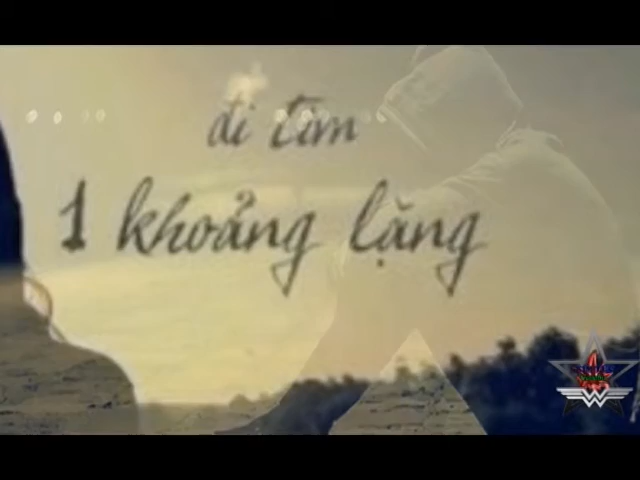 đi tìm
1 khoảng lặng